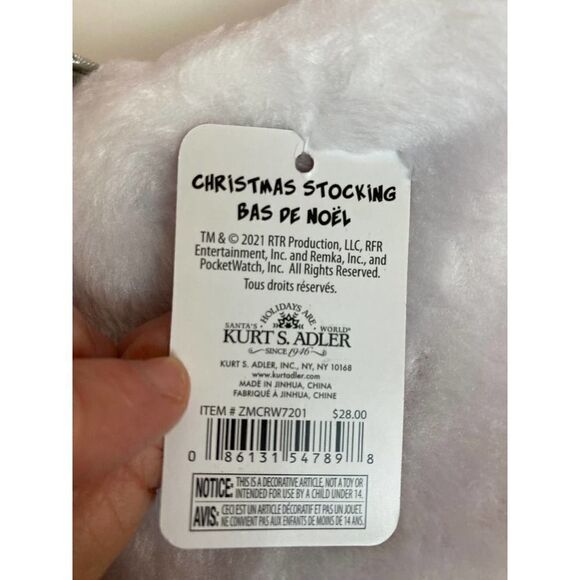 CHRISTMAS STOCKING
BAS DE NOËL
TM & © 2021 RTR Production, LLC, RFR
Entertainment, Inc. and Remka, Inc., and
PocketWatch, Inc. All Rights Reserved.
Tous droits réservés.
HOLIDAYS ARE
SANTA'S WORLD®
KURT S. ADLER
SINCE 1946
KURT S. ADLER, INC., NY, NY 10168
www.kurtadler.com
MADE IN JINHUA, CHINA
FABRIQUÉ À JINHUA, CHINE
ITEM # ZMCRW7201 $28.00
0 86131 54789 8
NOTICE: THIS IS A DECORATIVE ARTICLE, NOT A TOY OR
INTENDED FOR USE BY A CHILD UNDER 14.
AVIS: CECI EST UN ARTICLE DÉCORATIF ET PAS UN JOUET.
NE CONVIENT PAS AUX ENFANTS DE MOINS DE 14 ANS.